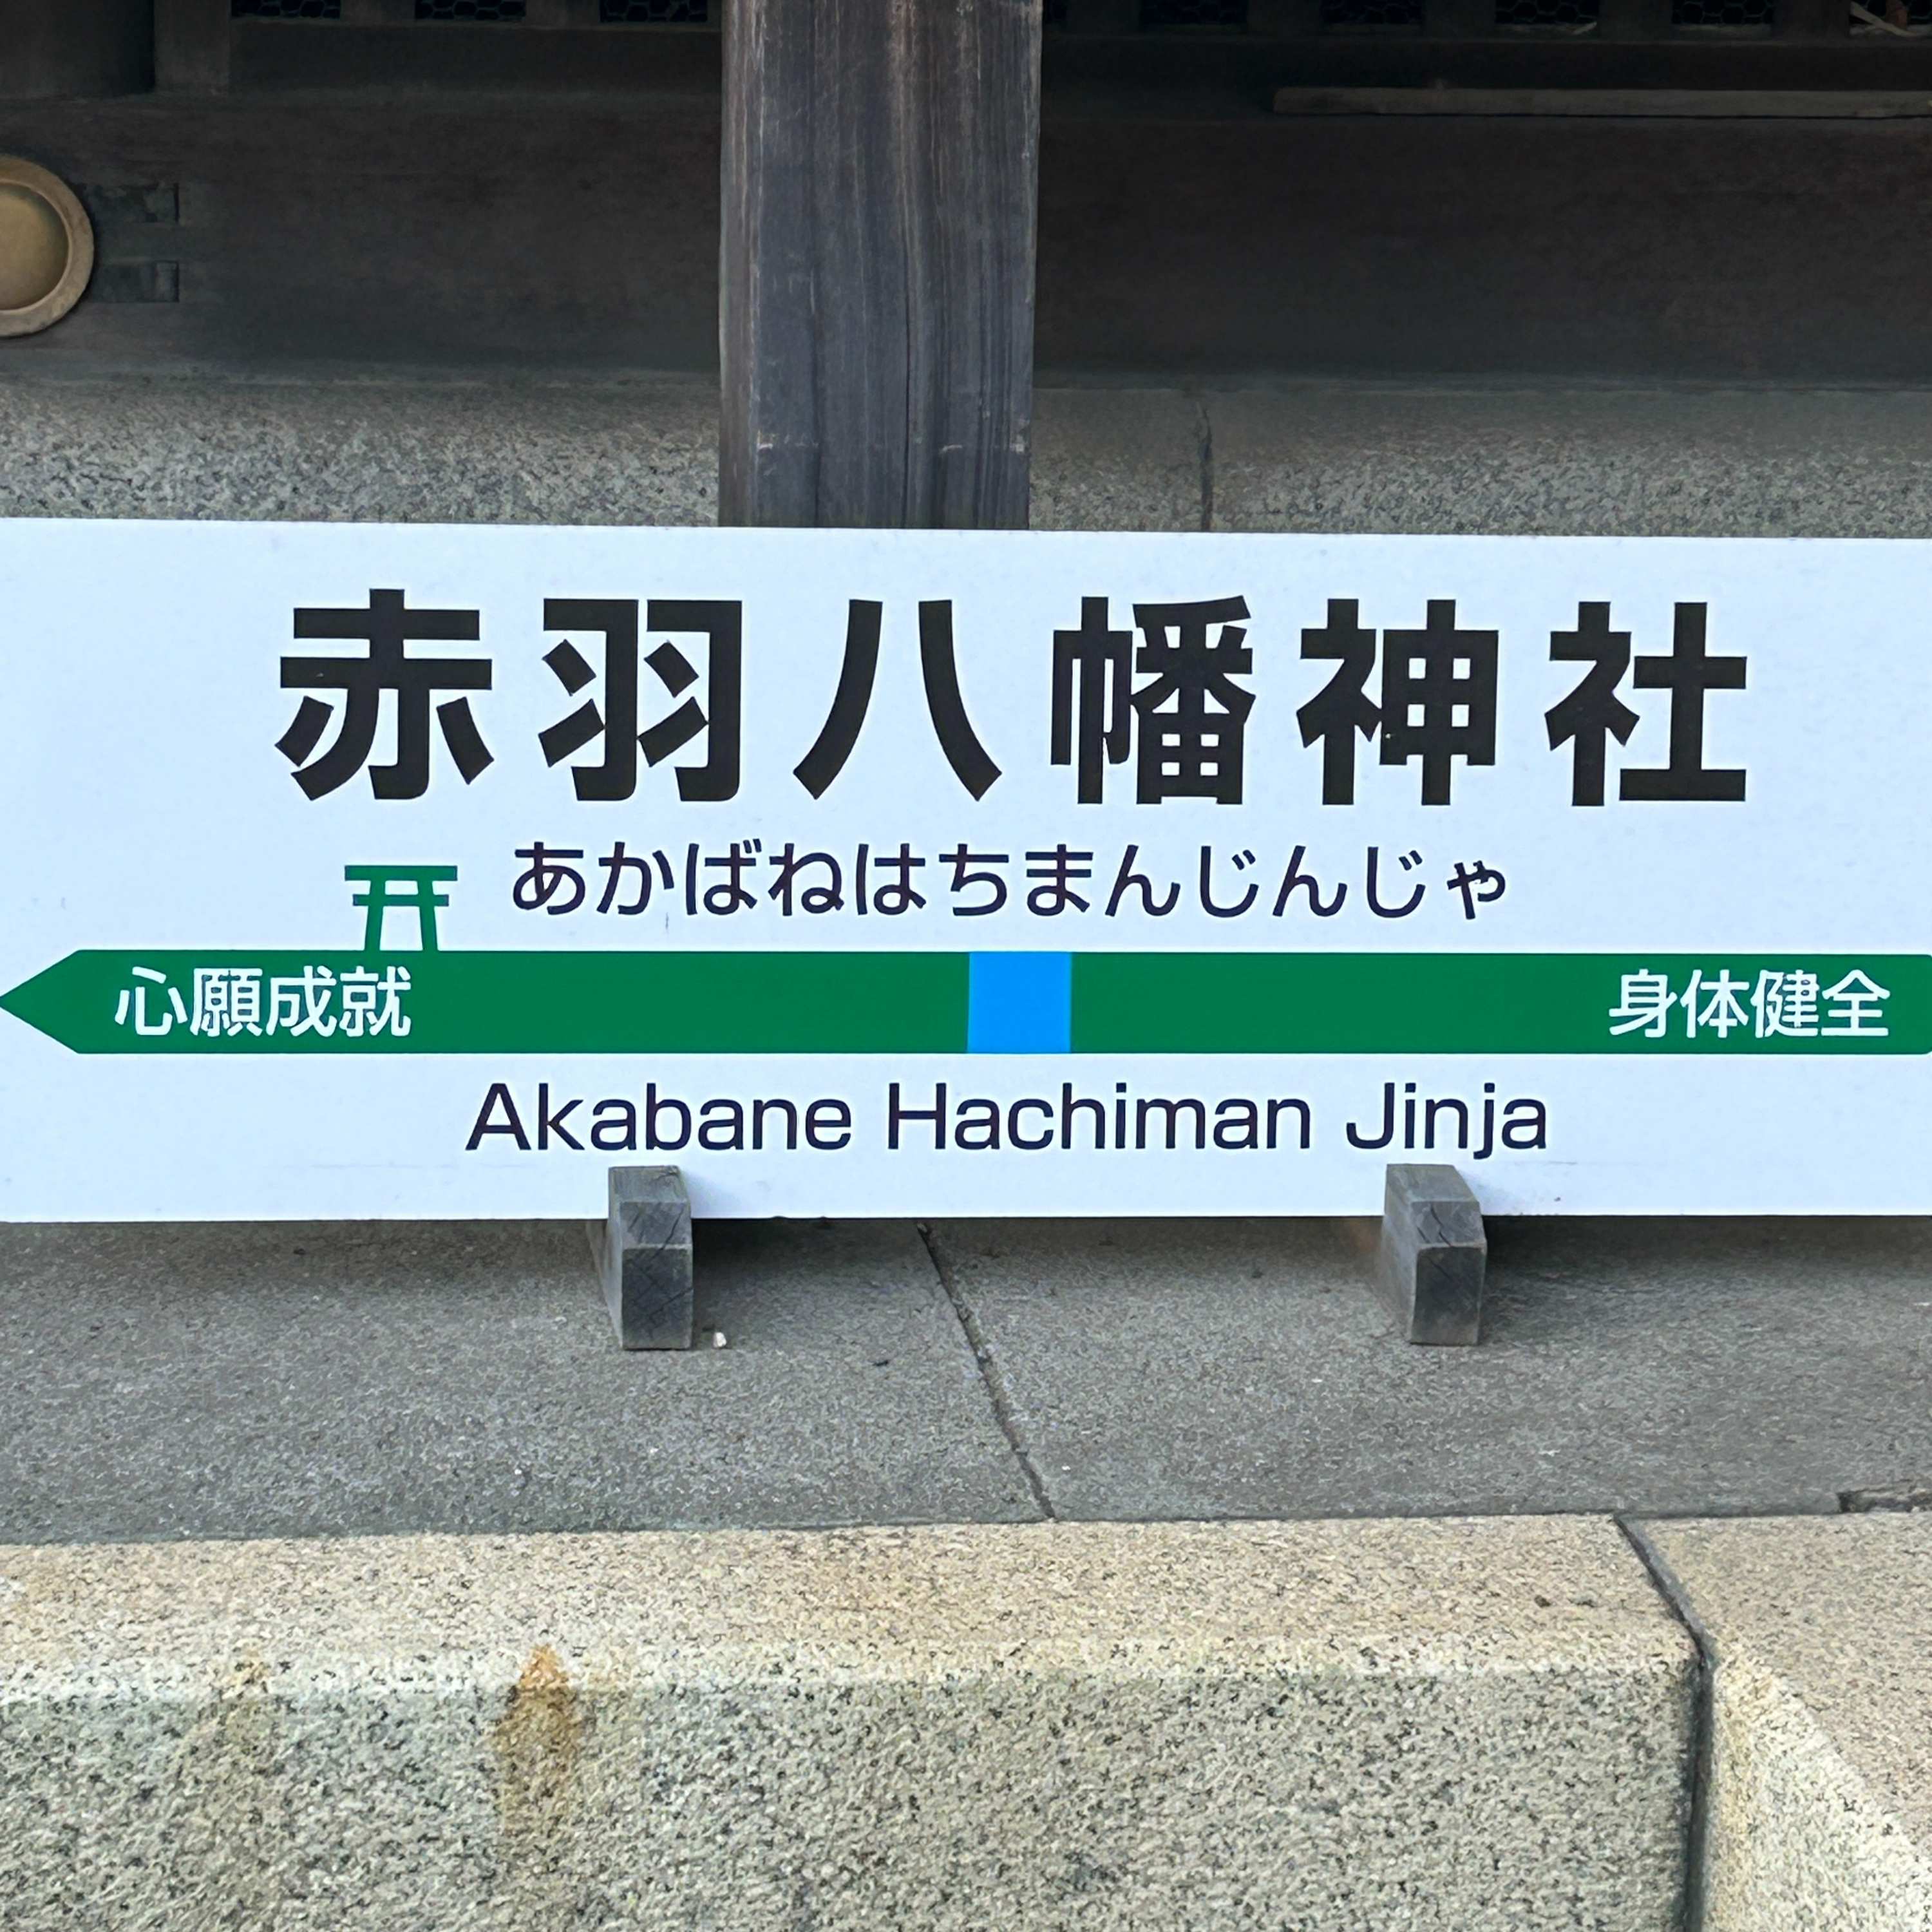 赤羽八幡神社
あかばねはちまんじんじゃ
心願成就 身体健全
Akabane Hachiman Jinja